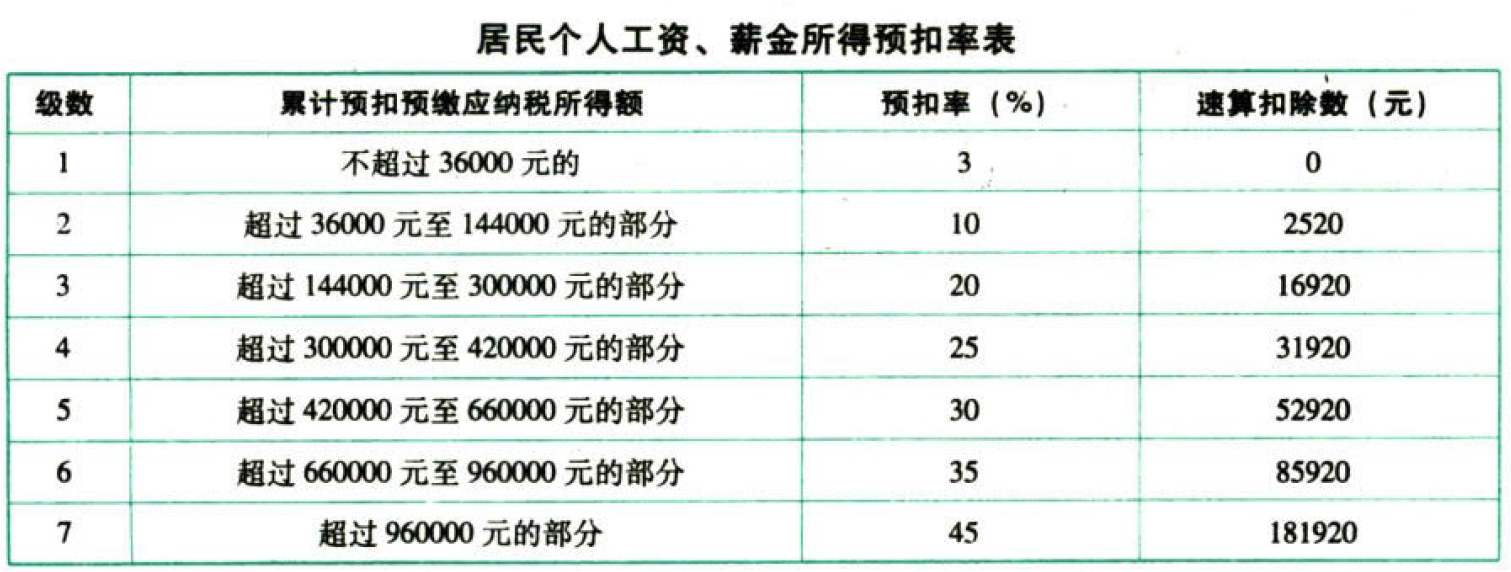 居民个人工资、薪金所得预扣率表
级数 累计预扣预缴应纳税所得额 预扣率（%） 速算扣除数（元）
1 不超过 36000 元的 3 0
2 超过 36000 元至 144000 元的部分 10 2520
3 超过 144000 元至 300000 元的部分 20 16920
4 超过 300000 元至 420000 元的部分 25 31920
5 超过 420000 元至 660000 元的部分 30 52920
6 超过 660000 元至 960000 元的部分 35 85920
7 超过 960000 元的部分 45 181920